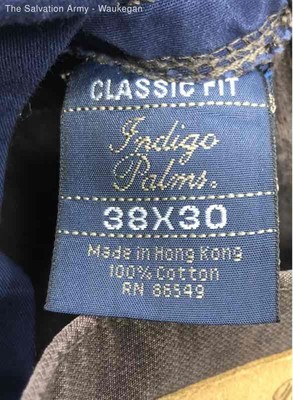 The Salvation Army - Waukegan
CLASSIC FIT
Indigo
Palms.
38X30
Made in Hong Kong
100% Cotton
RN 86549